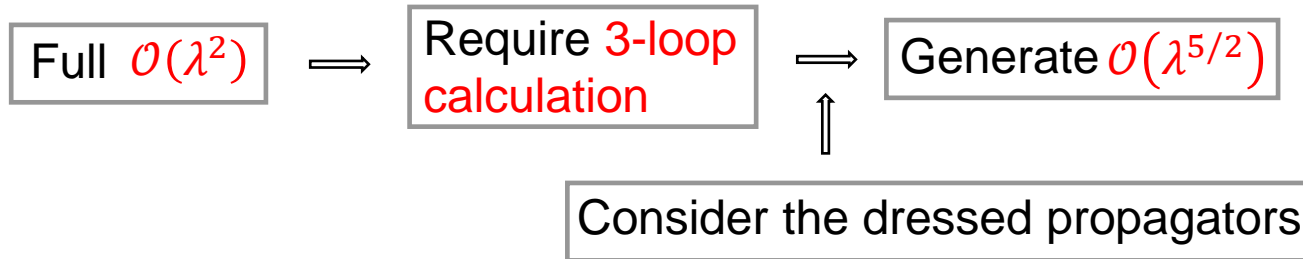 Full 𝒪(λ²) ⟹ Require 3-loop calculation ⟹ Generate 𝒪(λ^{5/2})
⇑
Consider the dressed propagators